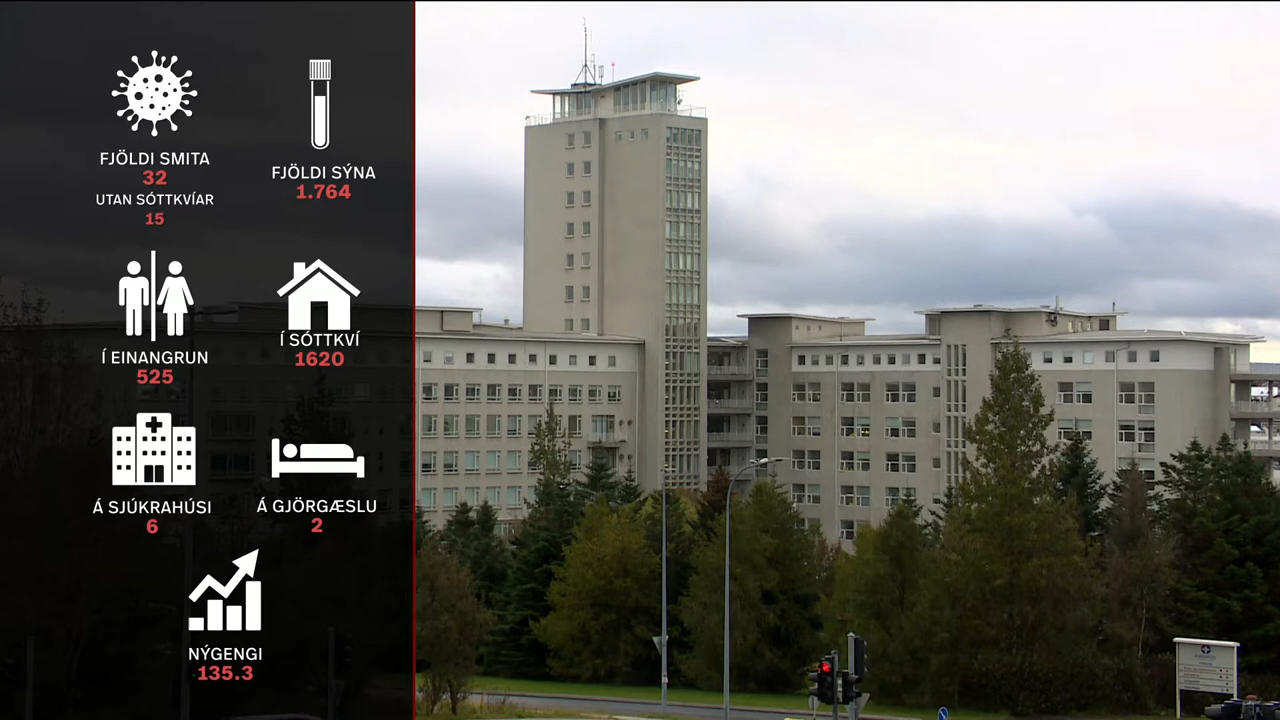 FJÖLDI SMITA
32
UTAN SÓTTKVÍAR
15
FJÖLDI SÝNA
1.764
Í EINANGRUN
525
Í SÓTTKVÍ
1620
Á SJÚKRAHÚSI
6
Á GJÖRGÆSLU
2
NÝGENGI
135.3